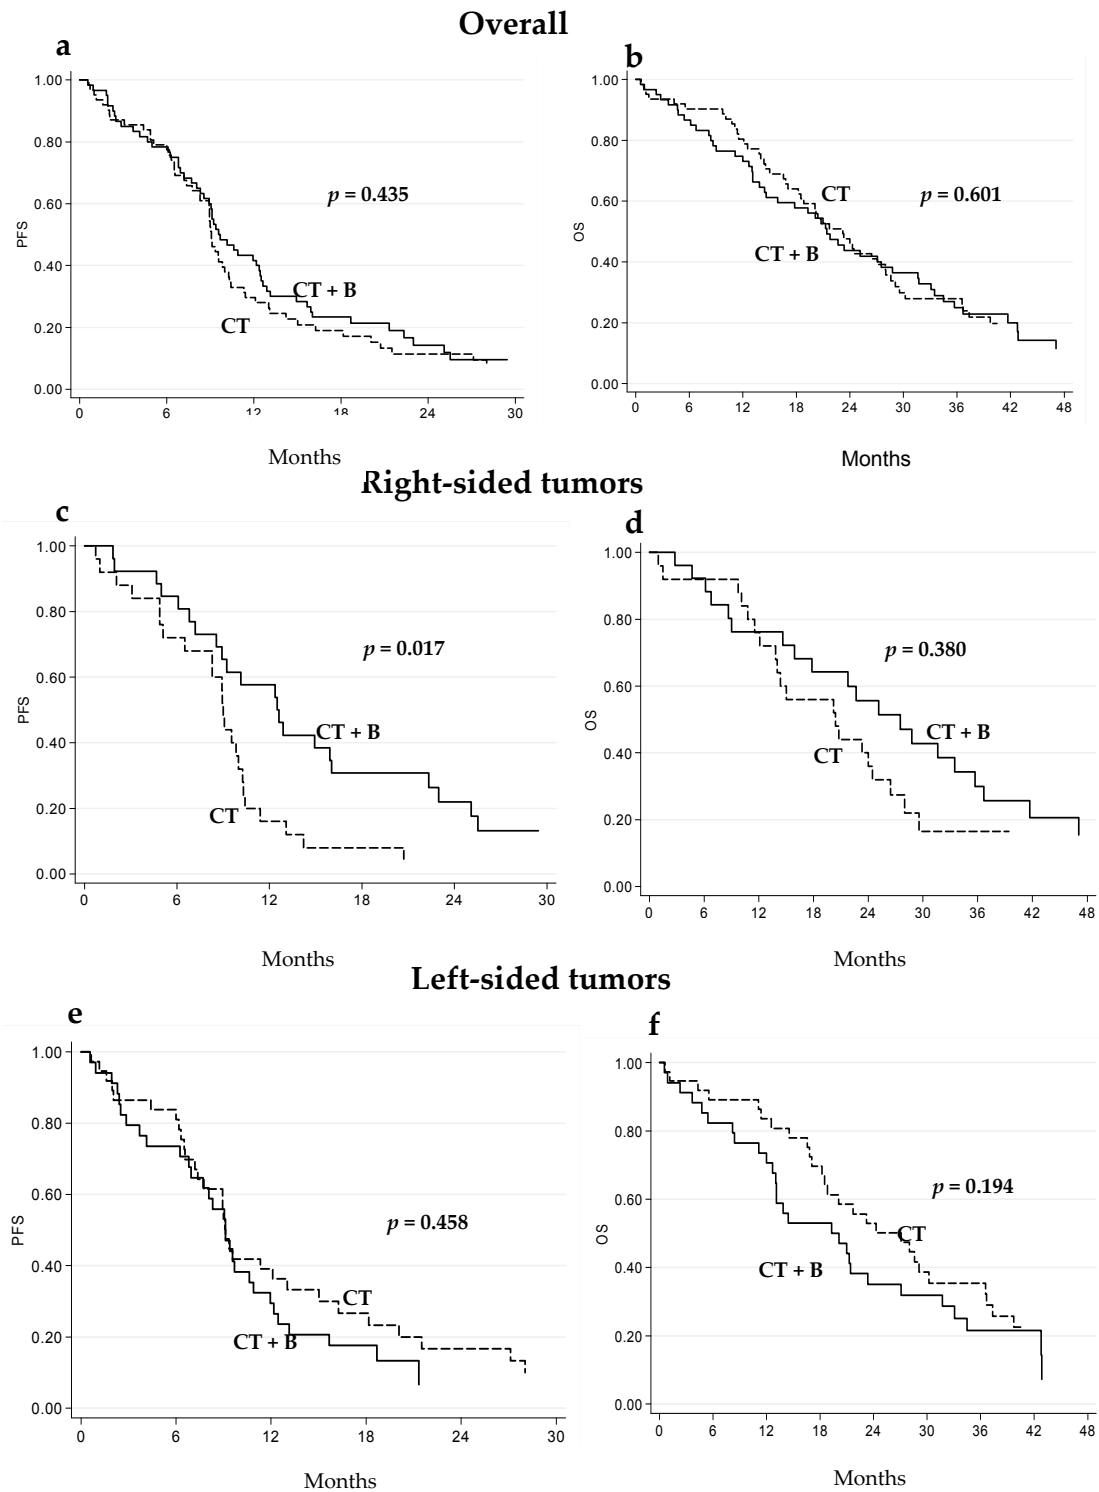 Overall
a
1.00
0.80
0.60
0.40
0.20
0.00
PFS
p = 0.435
CT + B
CT
0 6 12 18 24 30
Months
b
1.00
0.80
0.60
0.40
0.20
0.00
OS
CT
p = 0.601
CT + B
0 6 12 18 24 30 36 42 48
Months
Right-sided tumors
c
1.00
0.80
0.60
0.40
0.20
0.00
PFS
p = 0.017
CT + B
CT
0 6 12 18 24 30
Months
d
1.00
0.80
0.60
0.40
0.20
0.00
OS
p = 0.380
CT + B
CT
0 6 12 18 24 30 36 42 48
Months
Left-sided tumors
e
1.00
0.80
0.60
0.40
0.20
0.00
PFS
p = 0.458
CT
CT + B
0 6 12 18 24 30
Months
f
1.00
0.80
0.60
0.40
0.20
0.00
OS
p = 0.194
CT
CT + B
0 6 12 18 24 30 36 42 48
Months